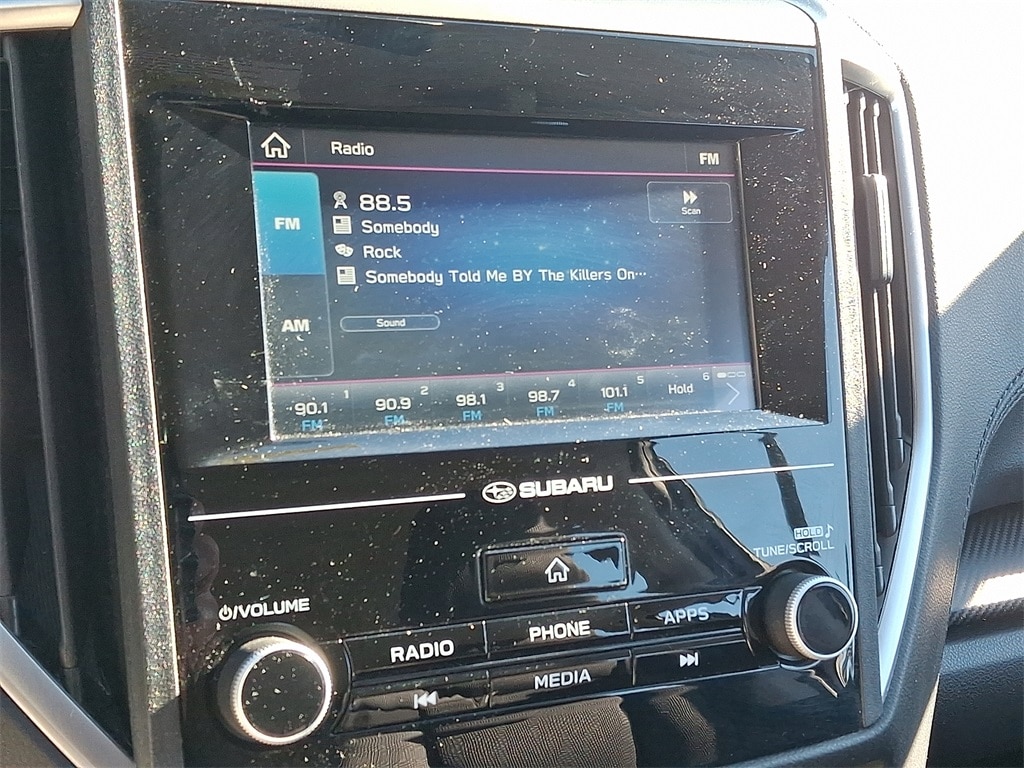 Radio
FM
FM
88.5
Scan
Somebody
Rock
Somebody Told Me BY The Killers On···
AM
Sound
1 2 3 4 5 6
90.1 90.9 98.1 98.7 101.1 Hold
FM FM FM FM FM
SUBARU
HOLD
TUNE/SCROLL
/VOLUME
RADIO PHONE APPS
MEDIA